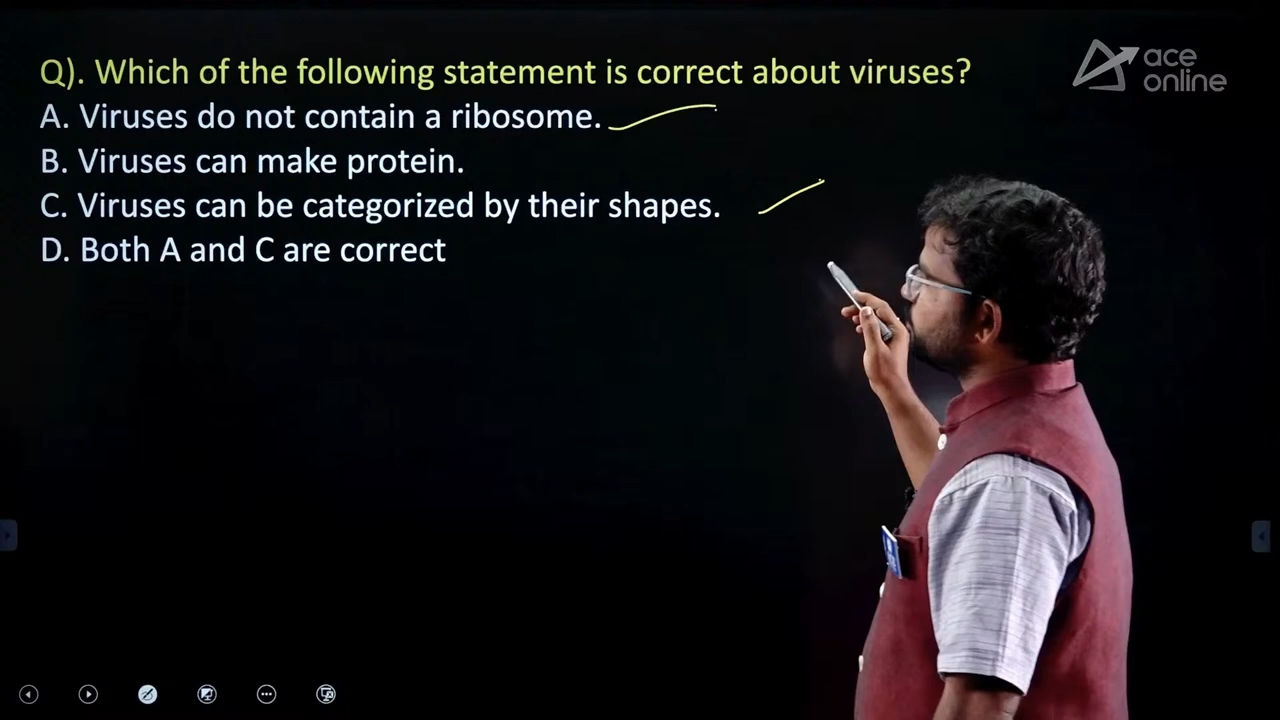 Q). Which of the following statement is correct about viruses?
A. Viruses do not contain a ribosome.
B. Viruses can make protein.
C. Viruses can be categorized by their shapes.
D. Both A and C are correct
ace
online